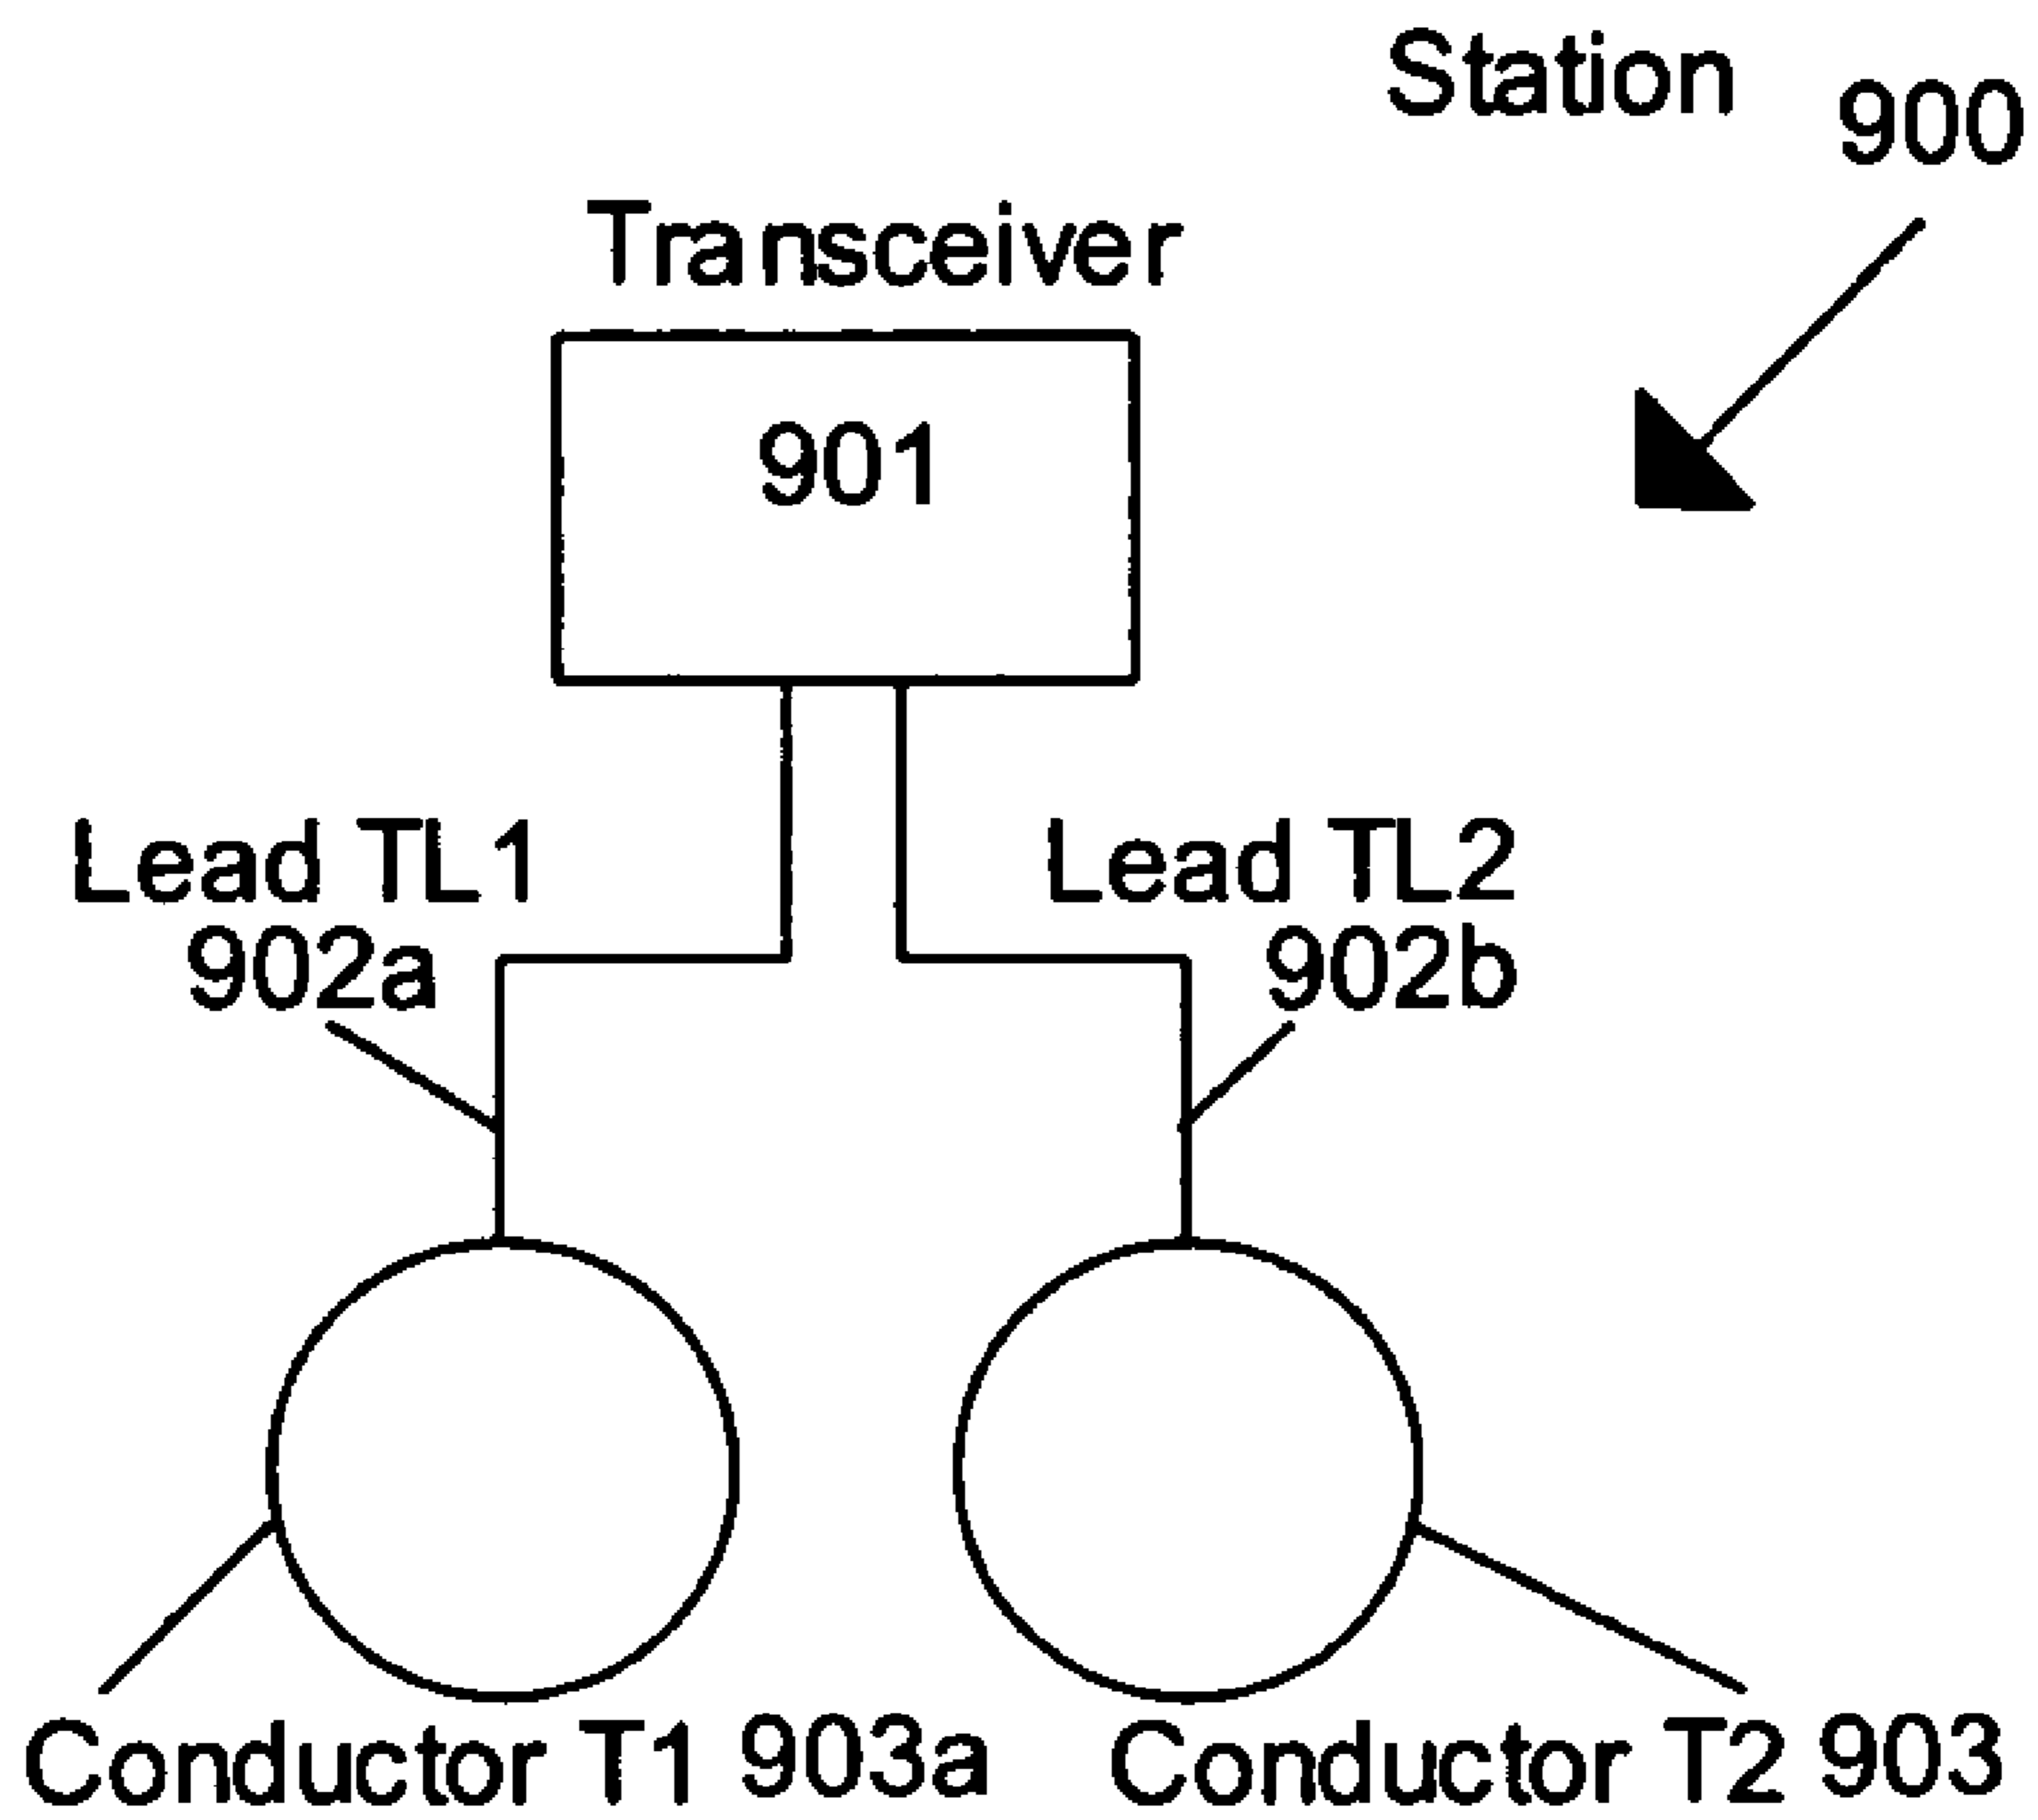 Station
900
Transceiver
901
Lead TL1
902a
Lead TL2
902b
Conductor T1 903a
Conductor T2 903